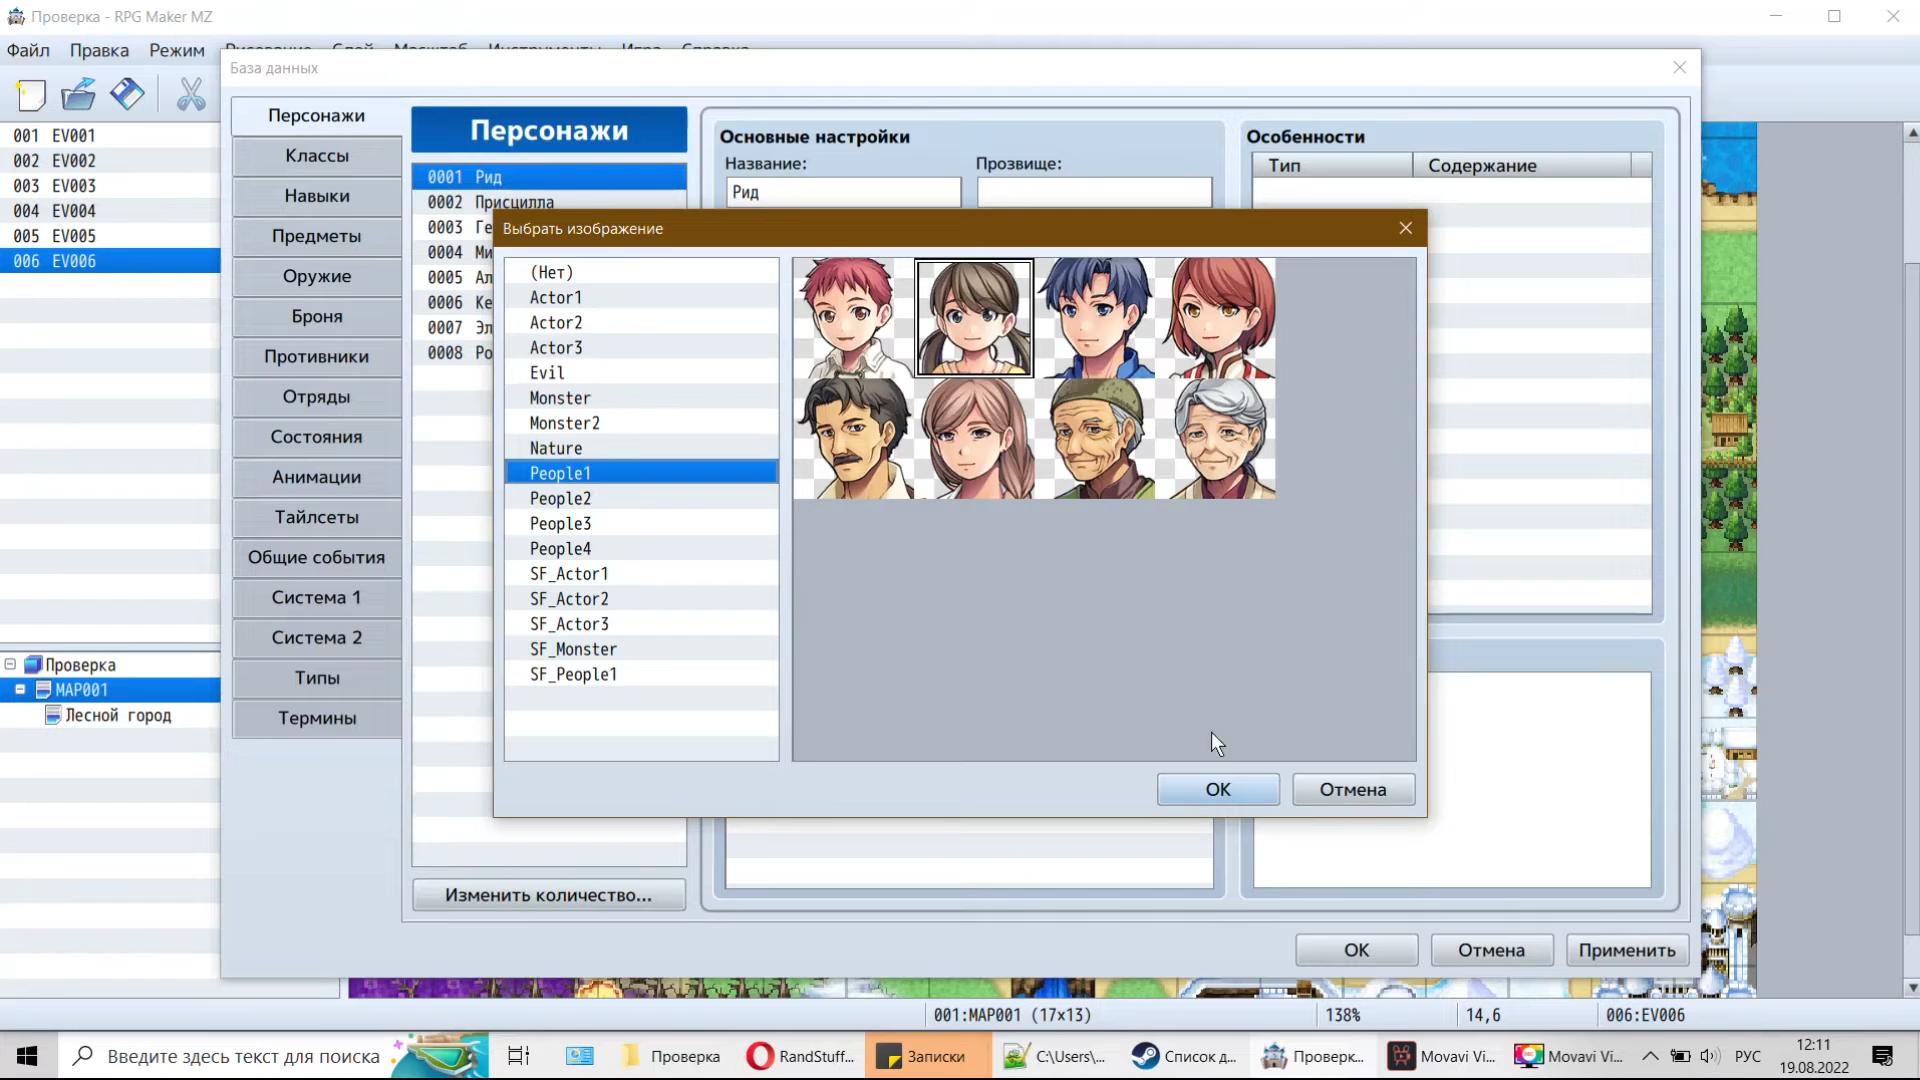 Проверка - RPG Maker MZ
Файл Правка Режим
База данных
001 EV001
002 EV002
003 EV003
004 EV004
005 EV005
006 EV006
Проверка
MAP001
Лесной город
Персонажи
Классы
Навыки
Предметы
Оружие
Броня
Противники
Отряды
Состояния
Анимации
Тайлсеты
Общие события
Система 1
Система 2
Типы
Термины
Персонажи
0001 Рид
0002 Присцилла
0003 Ге
0004 Ми
0005 Ал
0006 Ке
0007 Эл
0008 Ро
Изменить количество...
Основные настройки
Название: Прозвище:
Рид
Особенности
Тип Содержание
Выбрать изображение
(Нет)
Actor1
Actor2
Actor3
Evil
Monster
Monster2
Nature
People1
People2
People3
People4
SF_Actor1
SF_Actor2
SF_Actor3
SF_Monster
SF_People1
OK Отмена
OK Отмена Применить
001:MAP001 (17x13) 138% 14,6 006:EV006
Введите здесь текст для поиска Проверка RandStuff... Записки C:\Users\... Список д... Проверк... Movavi Vi... Movavi Vi... РУС 12:11
19.08.2022